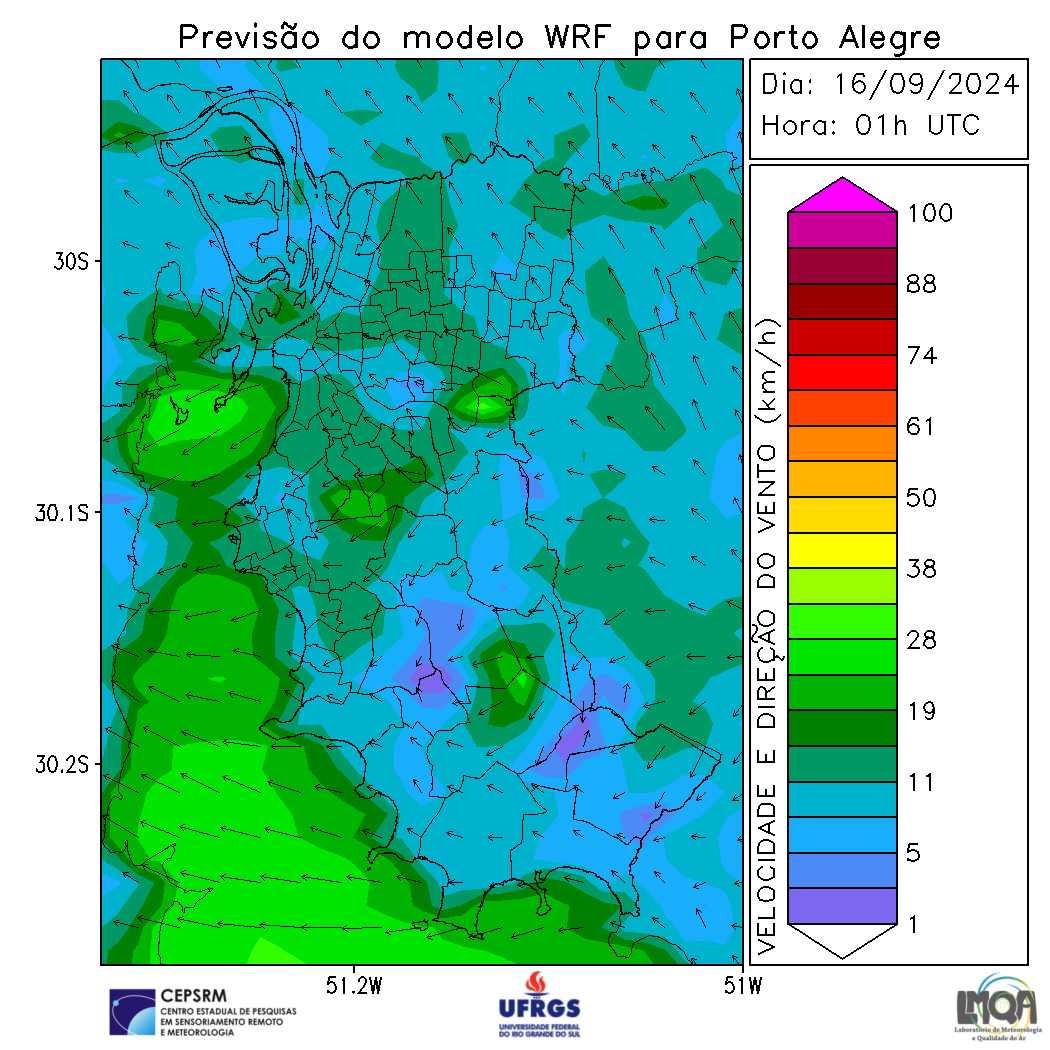 Previsão do modelo WRF para Porto Alegre
Dia: 16/09/2024
Hora: 01h UTC
30S
30.1S
30.2S
51.2W
51W
VELOCIDADE E DIREÇÃO DO VENTO (km/h)
100
88
74
61
50
38
28
19
11
5
1
CEPSRM
CENTRO ESTADUAL DE PESQUISAS
EM SENSORIAMENTO REMOTO
E METEOROLOGIA
UFRGS
UNIVERSIDADE FEDERAL
DO RIO GRANDE DO SUL
LMQA
Laboratório de Meteorologia
e Qualidade do Ar